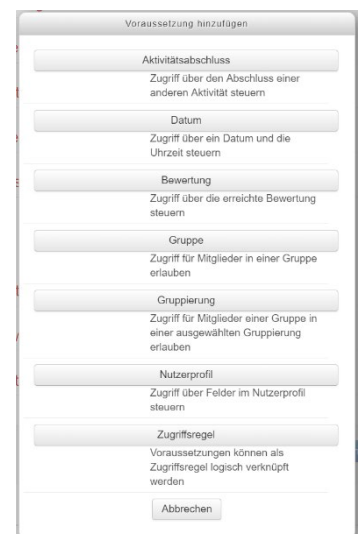 Voraussetzung hinzufügen
Aktivitätsabschluss
Zugriff über den Abschluss einer
anderen Aktivität steuern
Datum
Zugriff über ein Datum und die
Uhrzeit steuern
Bewertung
Zugriff über die erreichte Bewertung
steuern
Gruppe
Zugriff für Mitglieder in einer Gruppe
erlauben
Gruppierung
Zugriff für Mitglieder einer Gruppe in
einer ausgewählten Gruppierung
erlauben
Nutzerprofil
Zugriff über Felder im Nutzerprofil
steuern
Zugriffsregel
Voraussetzungen können als
Zugriffsregel logisch verknüpft
werden
Abbrechen